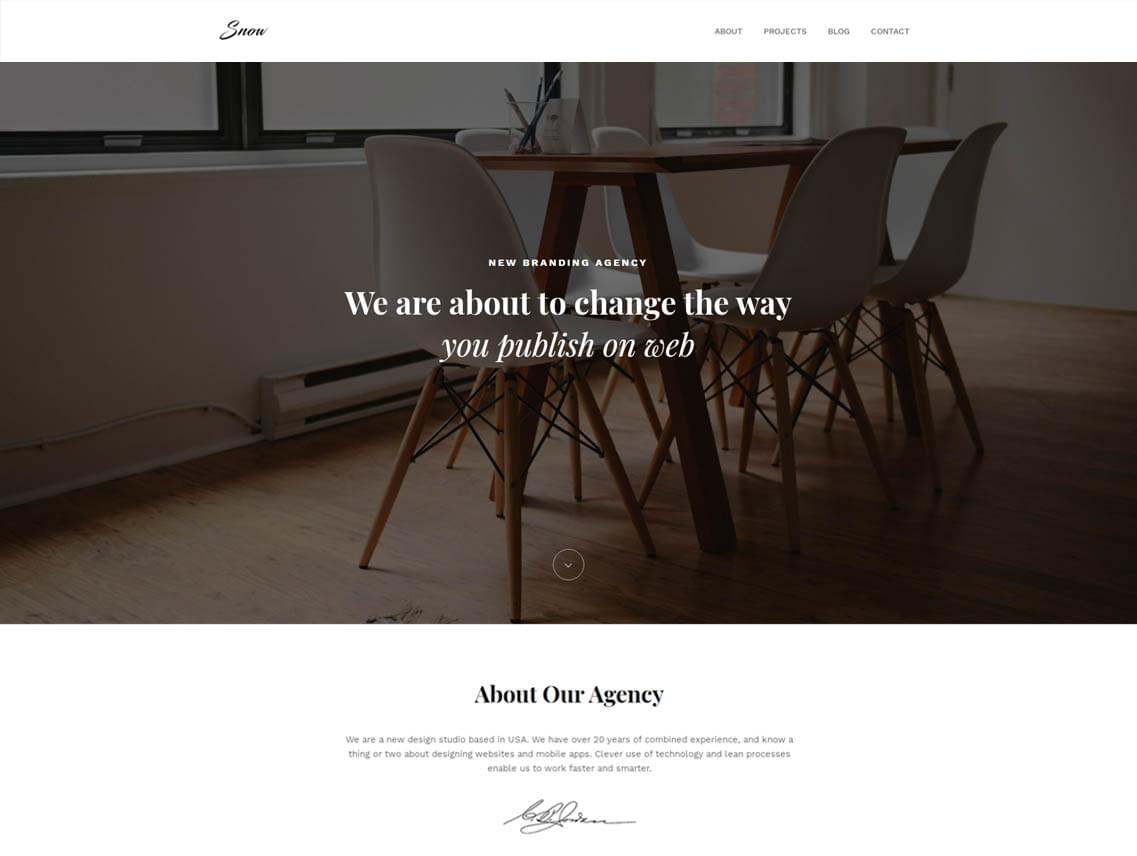 Snow
ABOUT PROJECTS BLOG CONTACT
NEW BRANDING AGENCY
We are about to change the way
you publish on web
About Our Agency
We are a new design studio based in USA. We have over 20 years of combined experience, and know a
thing or two about designing websites and mobile apps. Clever use of technology and lean processes
enable us to work faster and smarter.